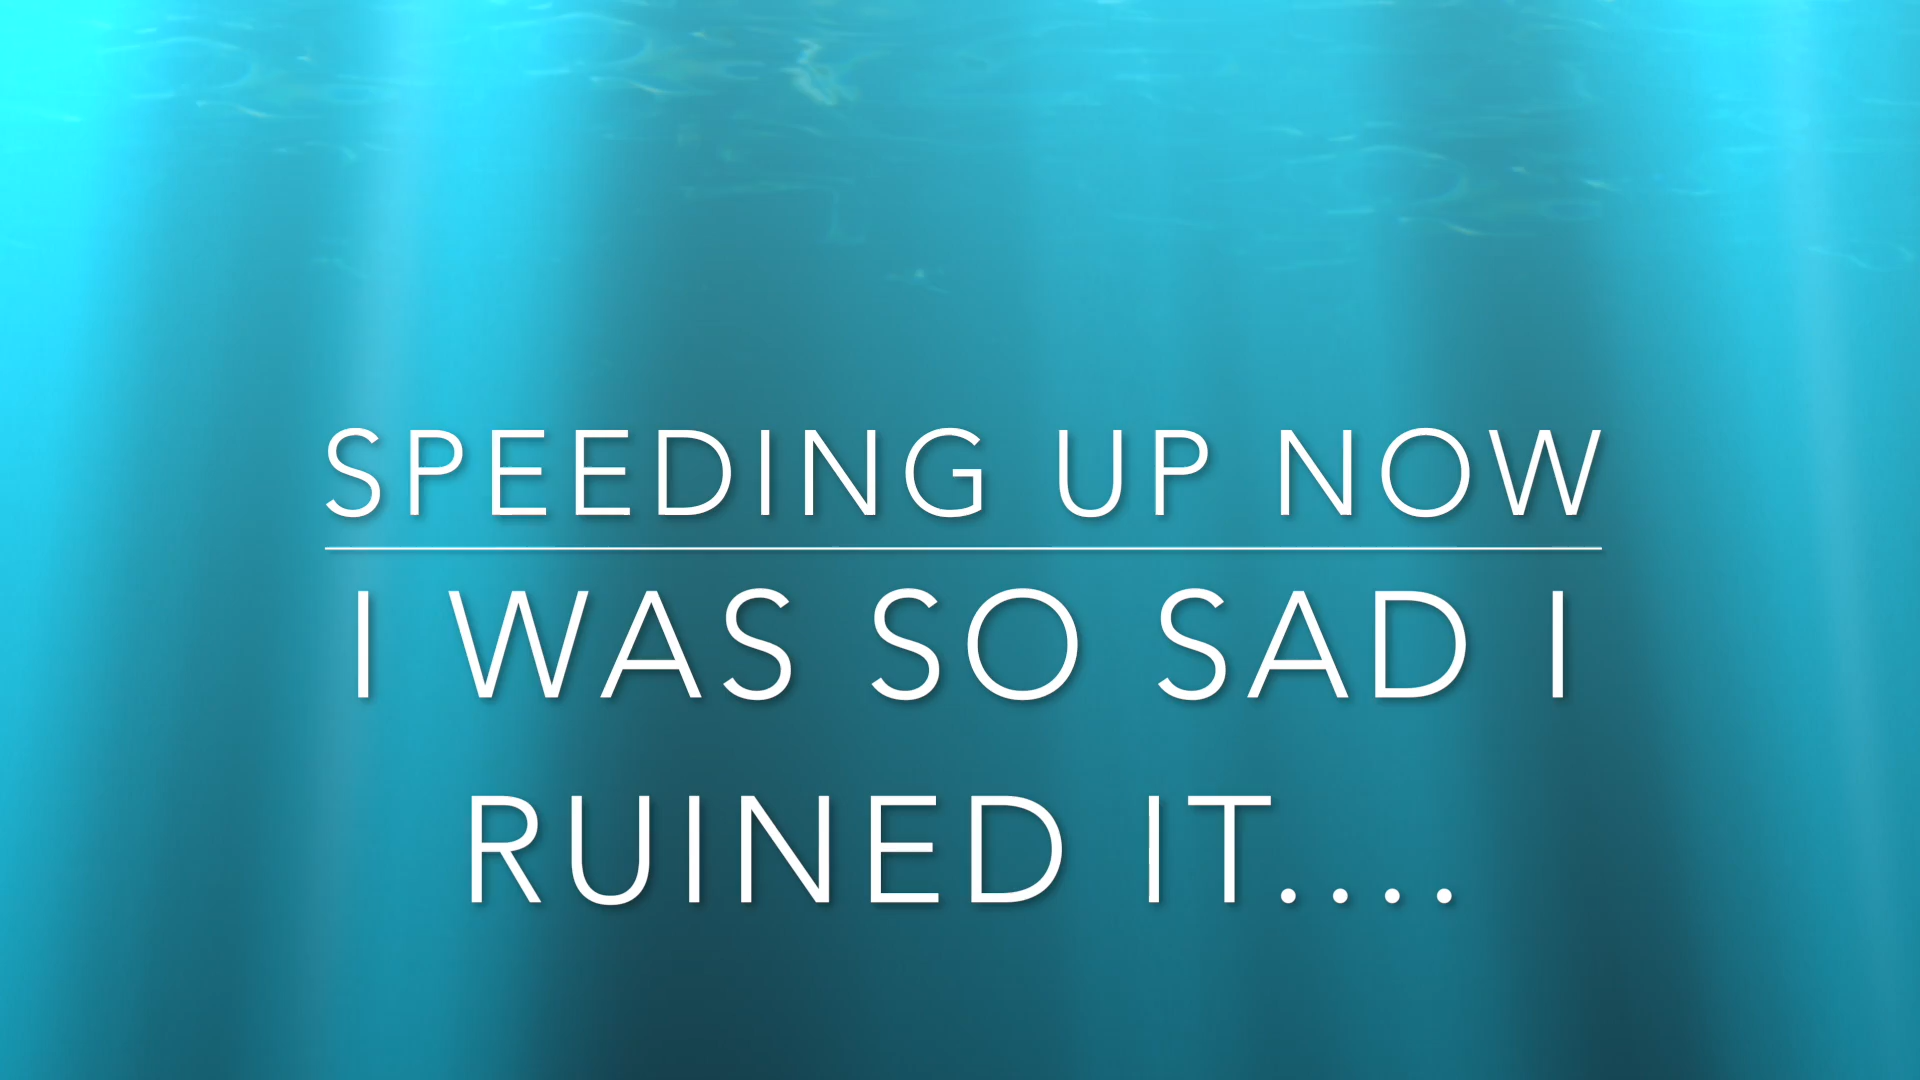 SPEEDING UP NOW
I WAS SO SAD I
RUINED IT....